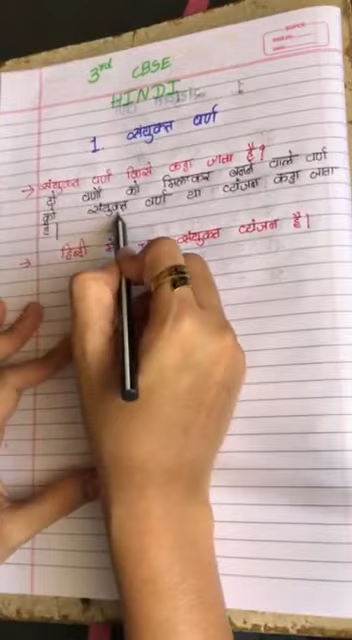 3rd CBSE
HINDI
1. संयुक्त वर्ण
→ संयुक्त वर्ण किसे कहा जाता है?
दो वर्णों को मिलाकर बनने वाले वर्ण
को संयुक्त वर्ण या व्यंजन कहा जाता
है।
→ हिन्दी में संयुक्त व्यंजन है।